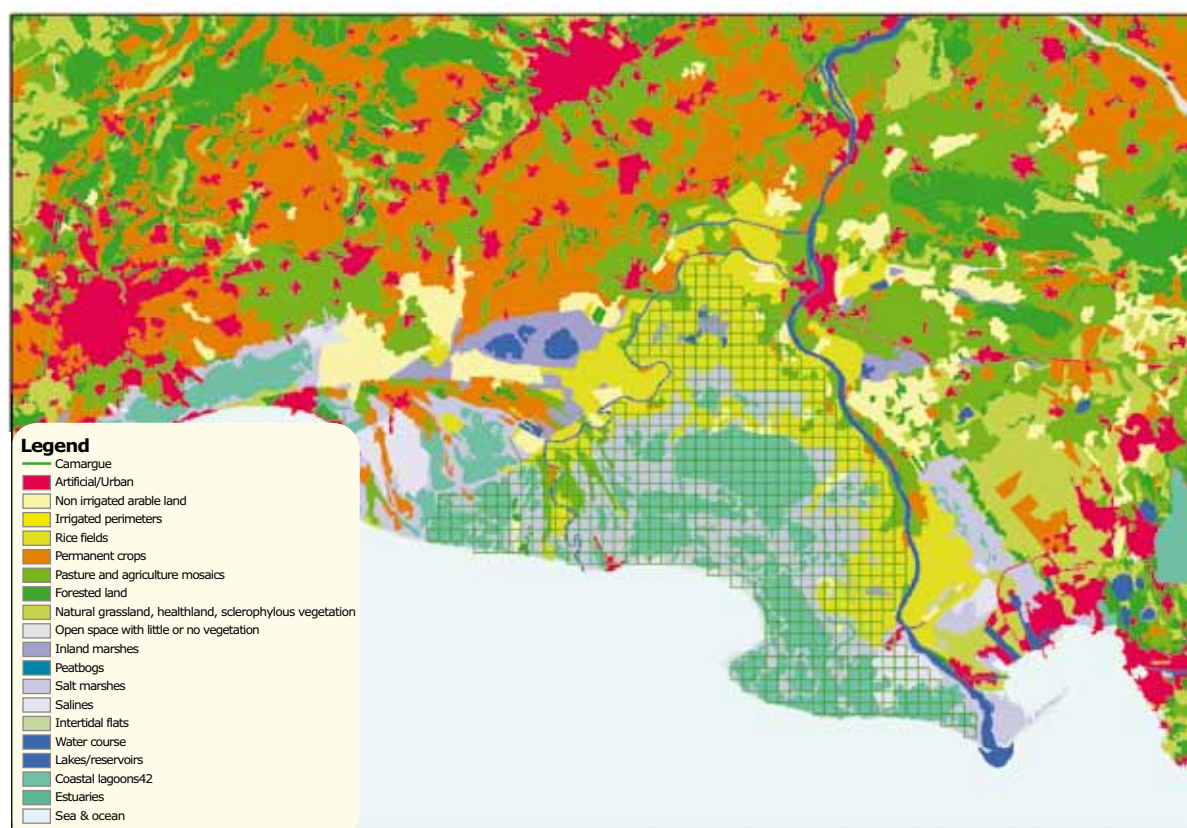 Legend
Camargue
Artificial/Urban
Non irrigated arable land
Irrigated perimeters
Rice fields
Permanent crops
Pasture and agriculture mosaics
Forested land
Natural grassland, healthland, sclerophylous vegetation
Open space with little or no vegetation
Inland marshes
Peatbogs
Salt marshes
Salines
Intertidal flats
Water course
Lakes/reservoirs
Coastal lagoons42
Estuaries
Sea & ocean